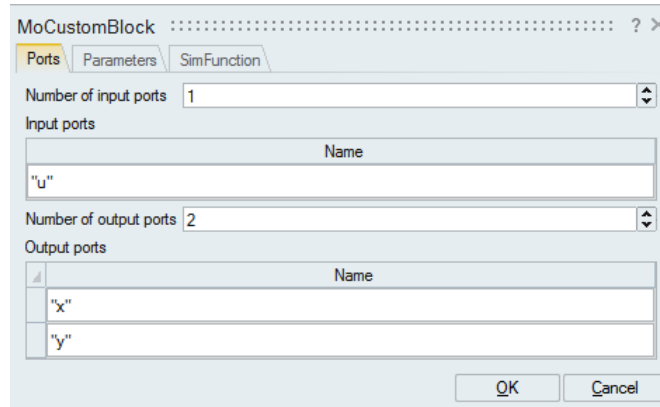 MoCustomBlock ?
Ports Parameters SimFunction
Number of input ports 1
Input ports
Name
"u"
Number of output ports 2
Output ports
Name
"x"
"y"
OK Cancel